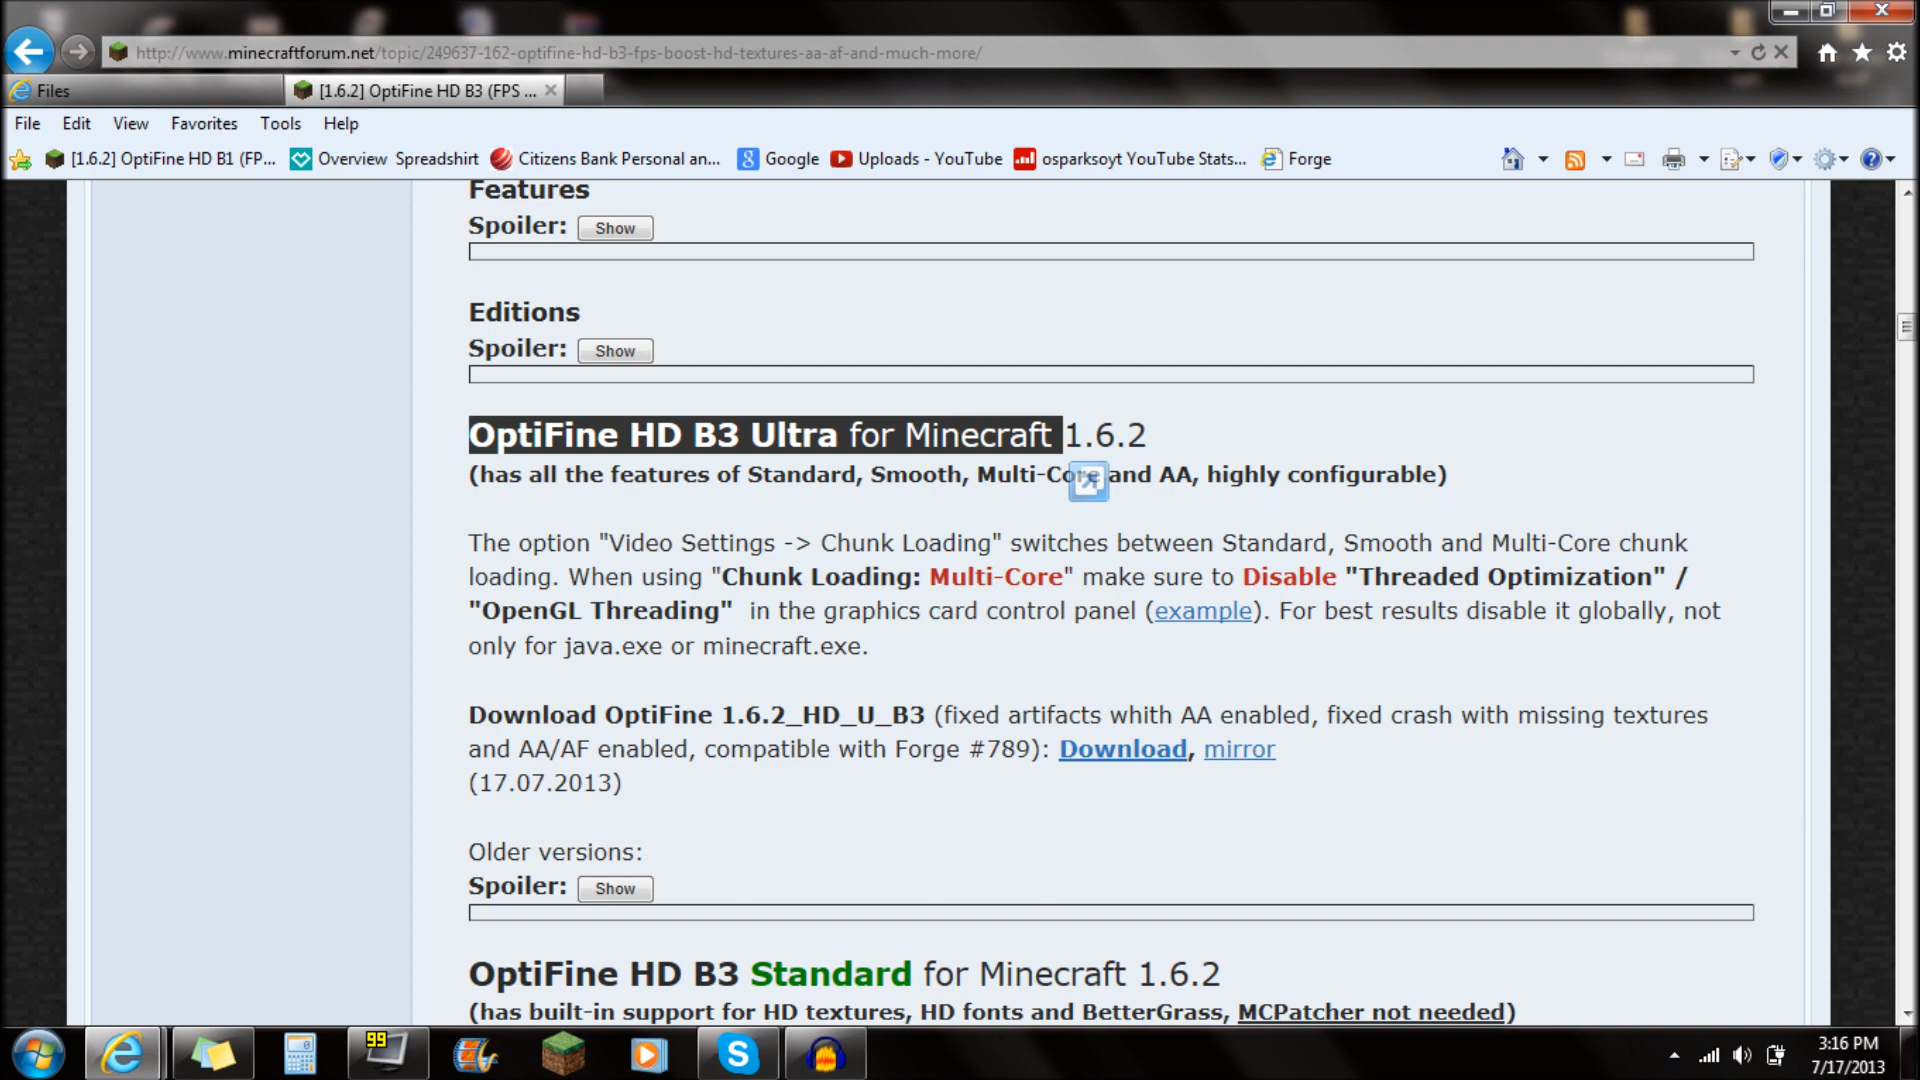 http://www.minecraftforum.net/topic/249637-162-optifine-hd-b3-fps-boost-hd-textures-aa-af-and-much-more/
Files
[1.6.2] OptiFine HD B3 (FPS ...
File Edit View Favorites Tools Help
[1.6.2] OptiFine HD B1 (FP... Overview Spreadshirt Citizens Bank Personal an... Google Uploads - YouTube osparksoyt YouTube Stats... Forge
Features
Spoiler: Show
Editions
Spoiler: Show
OptiFine HD B3 Ultra for Minecraft 1.6.2
(has all the features of Standard, Smooth, Multi-Core and AA, highly configurable)
The option "Video Settings -> Chunk Loading" switches between Standard, Smooth and Multi-Core chunk
loading. When using "Chunk Loading: Multi-Core" make sure to Disable "Threaded Optimization" /
"OpenGL Threading" in the graphics card control panel (example). For best results disable it globally, not
only for java.exe or minecraft.exe.
Download OptiFine 1.6.2_HD_U_B3 (fixed artifacts whith AA enabled, fixed crash with missing textures
and AA/AF enabled, compatible with Forge #789): Download, mirror
(17.07.2013)
Older versions:
Spoiler: Show
OptiFine HD B3 Standard for Minecraft 1.6.2
(has built-in support for HD textures, HD fonts and BetterGrass, MCPatcher not needed)
99
3:16 PM
7/17/2013